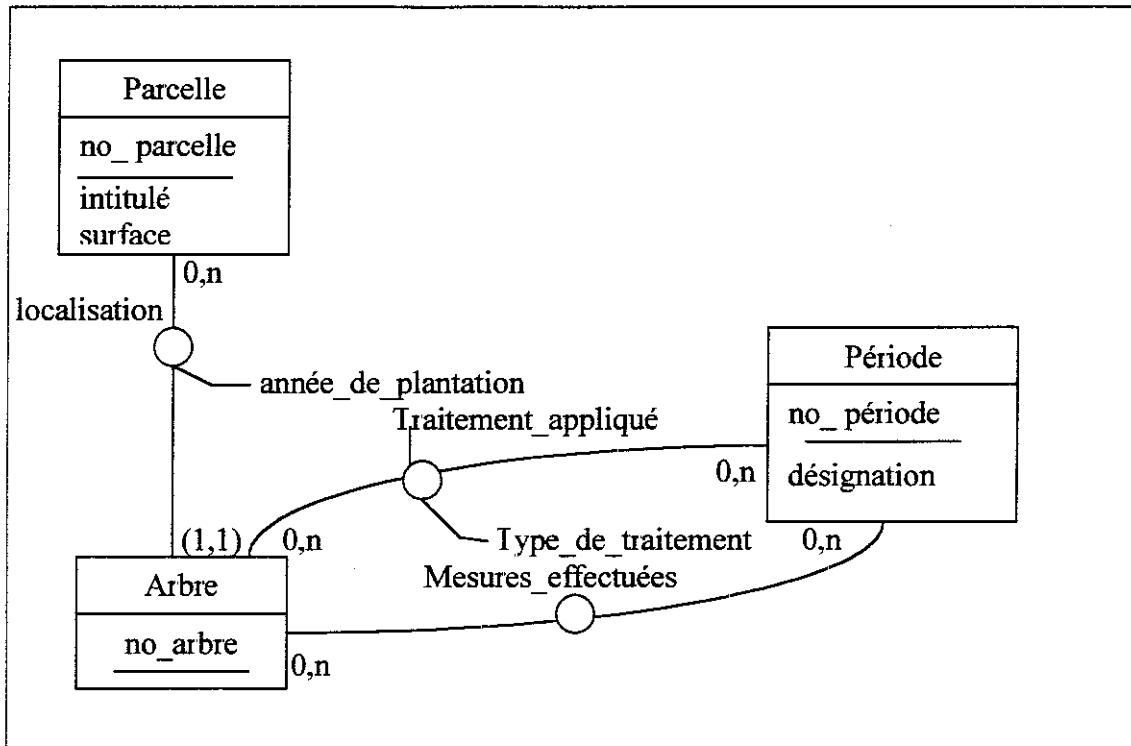 Parcelle
no_ parcelle
intitulé
surface
0,n
localisation
année_de_plantation
Traitement_appliqué
Période
no_ période
désignation
0,n
(1,1)
0,n
Type_de_traitement
0,n
Mesures_effectuées
Arbre
no_arbre
0,n